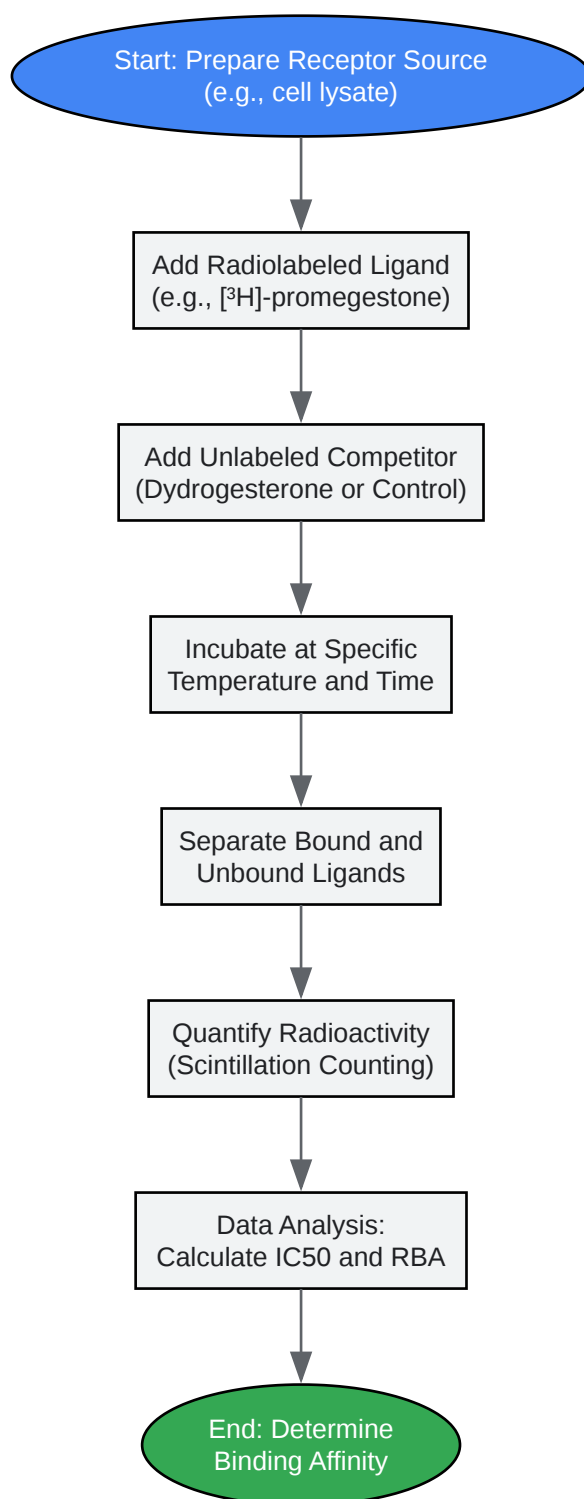 Start: Prepare Receptor Source
(e.g., cell lysate)
Add Radiolabeled Ligand
(e.g., [³H]-promegestone)
Add Unlabeled Competitor
(Dydrogesterone or Control)
Incubate at Specific
Temperature and Time
Separate Bound and
Unbound Ligands
Quantify Radioactivity
(Scintillation Counting)
Data Analysis:
Calculate IC50 and RBA
End: Determine
Binding Affinity